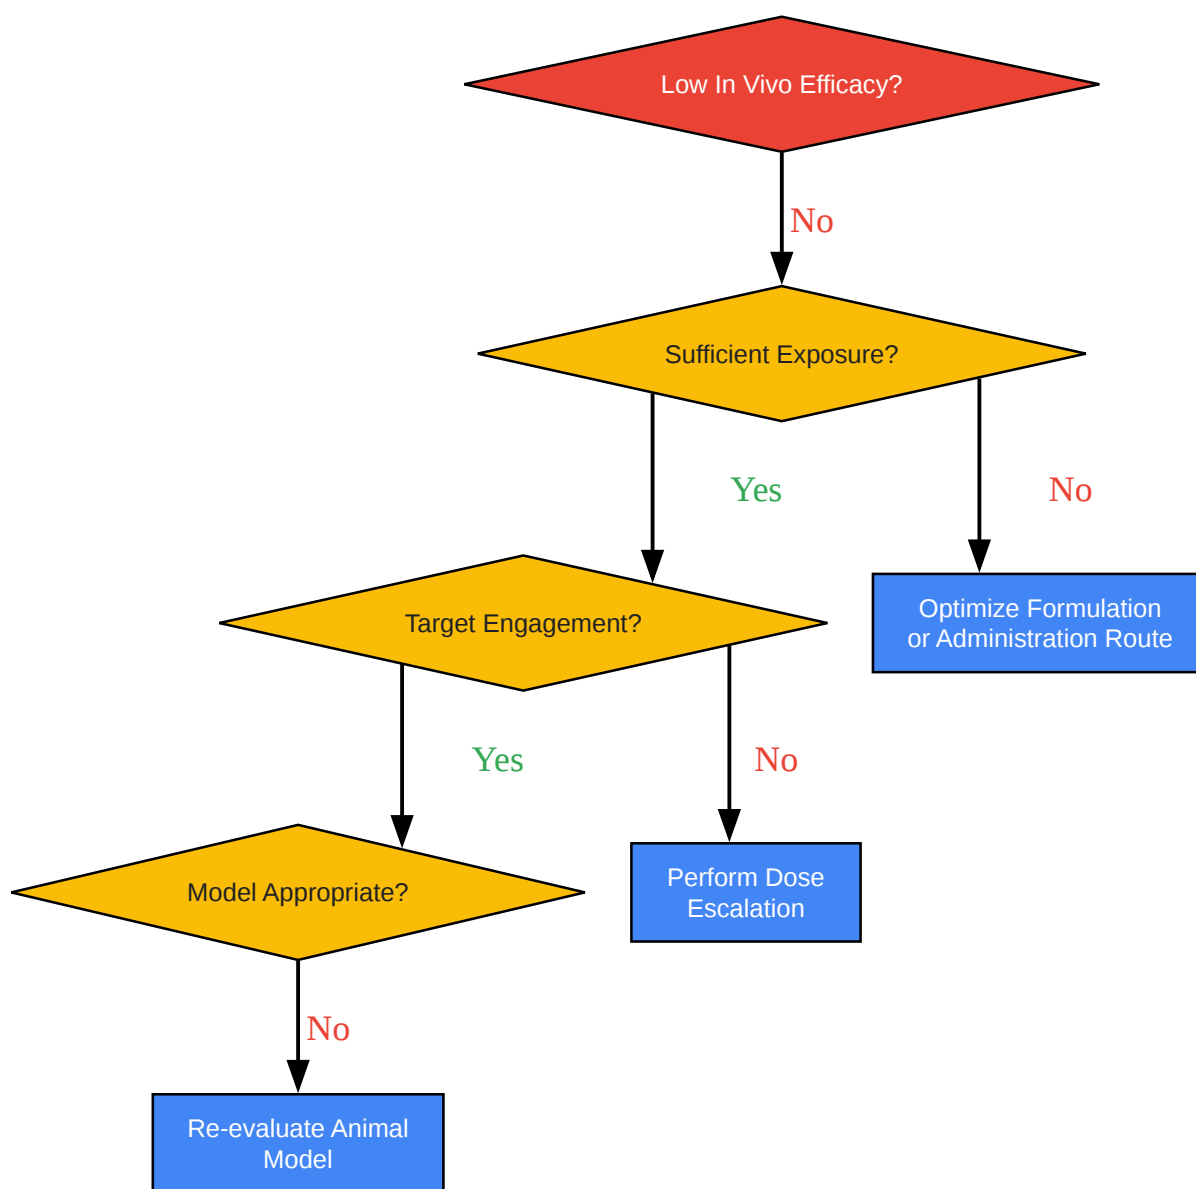 Low In Vivo Efficacy?
No
Sufficient Exposure?
Yes
No
Optimize Formulation
or Administration Route
Target Engagement?
Yes
No
Perform Dose
Escalation
Model Appropriate?
No
Re-evaluate Animal
Model